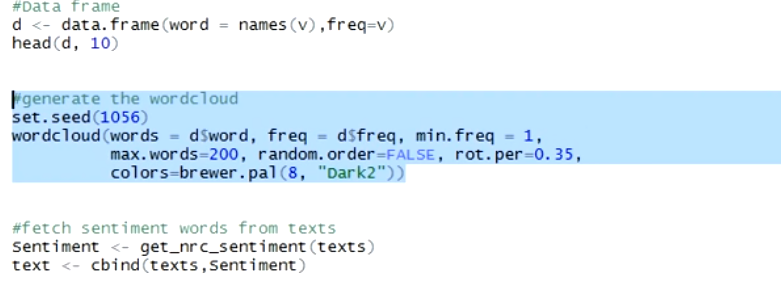 #Data frame
d <- data.frame(word = names(v),freq=v)
head(d, 10)
#generate the wordcloud
set.seed(1056)
wordcloud(words = d$word, freq = d$freq, min.freq = 1,
max.words=200, random.order=FALSE, rot.per=0.35,
colors=brewer.pal(8, "Dark2"))
#fetch sentiment words from texts
Sentiment <- get_nrc_sentiment(texts)
text <- cbind(texts,Sentiment)